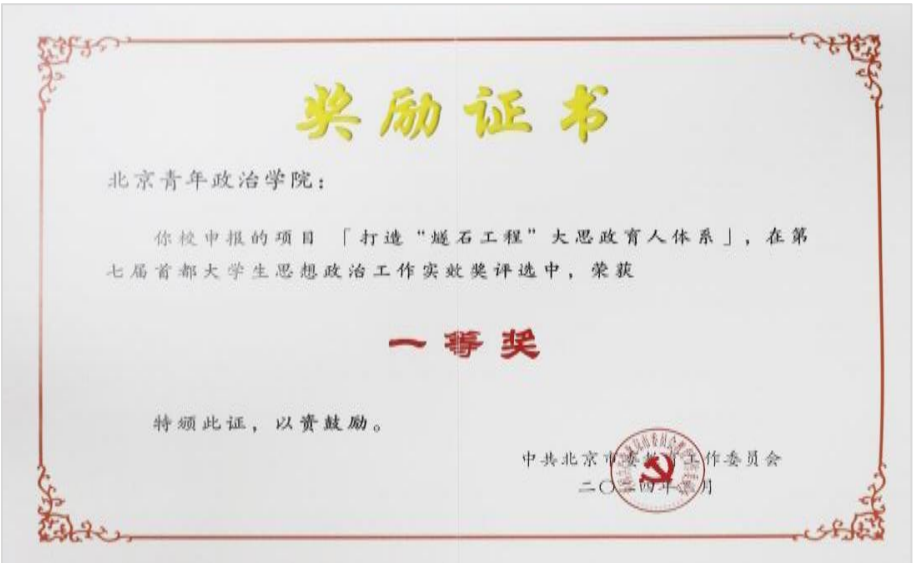 奖励证书
北京青年政治学院：
你校申报的项目「打造“燧石工程”大思政育人体系」，在第
七届首都大学生思想政治工作实效奖评选中，荣获
一等奖
特颁此证，以资鼓励。
中共北京市委教育工作委员会
二〇二四年 月